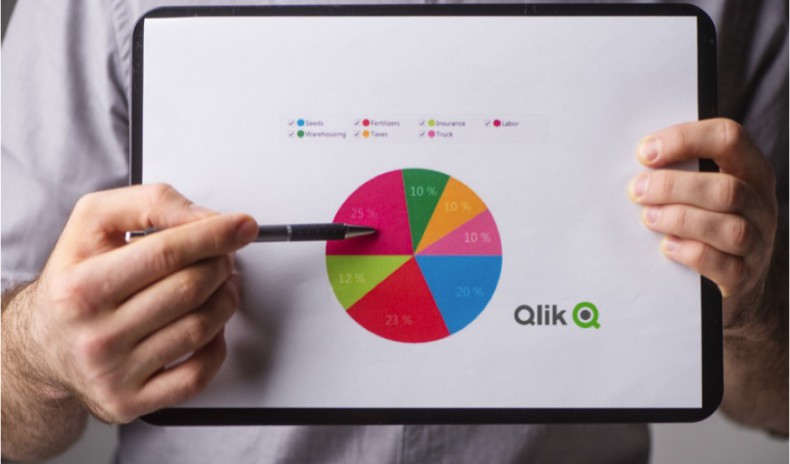 Seeds Fertilizers Insurance Labor
Warehousing Taxes Truck
10 %
25 %
10 %
10 %
12 %
20 %
23 %
Qlik